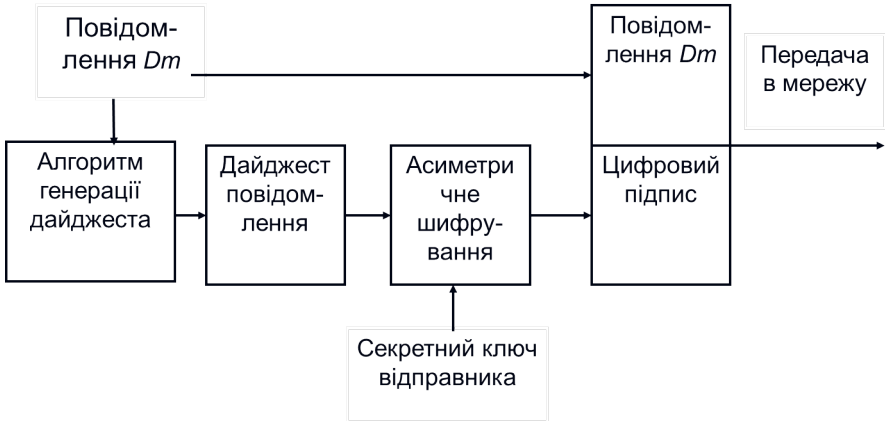 Повідом-
лення Dm
Повідом-
лення Dm
Передача
в мережу
Алгоритм
генерації
дайджеста
Дайджест
повідом-
лення
Асиметри
чне
шифру-
вання
Цифровий
підпис
Секретний ключ
відправника